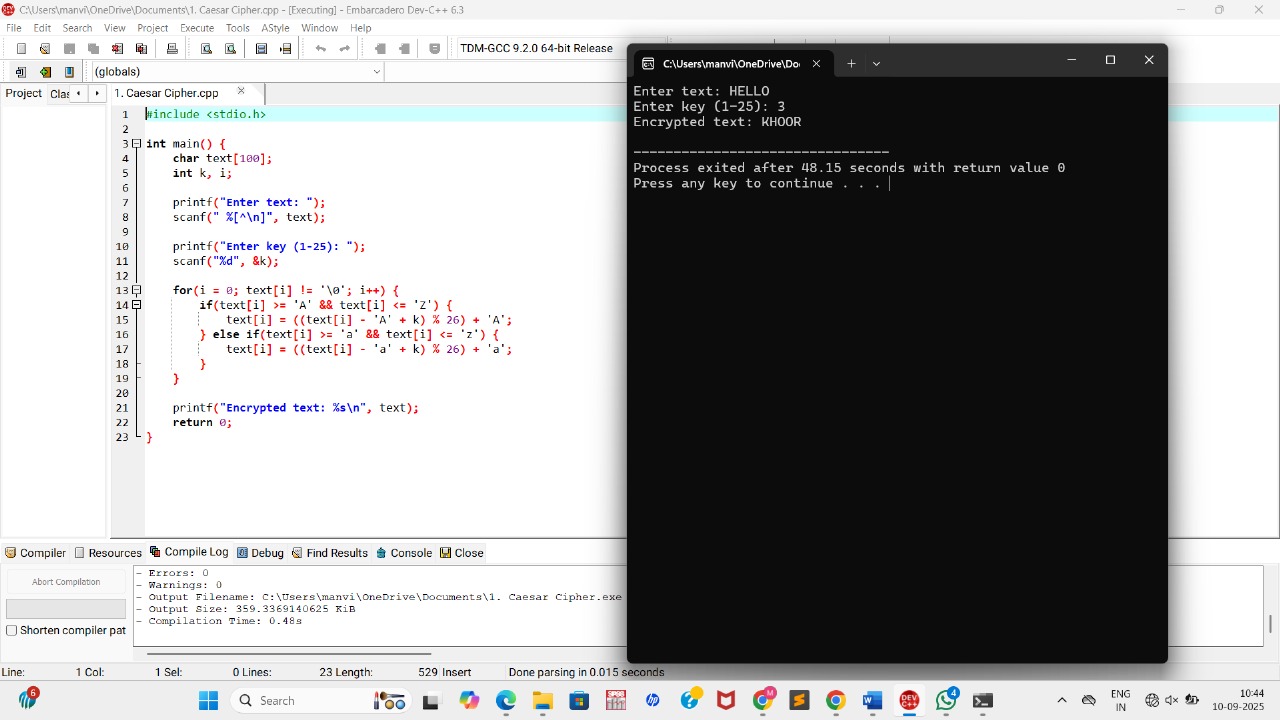 C:\Users\manvi\OneDrive\Documents\1. Caesar Cipher.cpp - [Executing] - Embarcadero Dev-C++ 6.3
File Edit Search View Project Execute Tools AStyle Window Help
TDM-GCC 9.2.0 64-bit Release
(globals)
Project Clas 1. Caesar Cipher.cpp
1 #include <stdio.h>
2
3 int main() {
4 char text[100];
5 int k, i;
6
7 printf("Enter text: ");
8 scanf(" %[^\n]", text);
9
10 printf("Enter key (1-25): ");
11 scanf("%d", &k);
12
13 for(i = 0; text[i] != '\0'; i++) {
14 if(text[i] >= 'A' && text[i] <= 'Z') {
15 text[i] = ((text[i] - 'A' + k) % 26) + 'A';
16 } else if(text[i] >= 'a' && text[i] <= 'z') {
17 text[i] = ((text[i] - 'a' + k) % 26) + 'a';
18 }
19 }
20
21 printf("Encrypted text: %s\n", text);
22 return 0;
23 }
C:\Users\manvi\OneDrive\Do
Enter text: HELLO
Enter key (1-25): 3
Encrypted text: KHOOR
--------------------------------
Process exited after 48.15 seconds with return value 0
Press any key to continue . . .
Compiler Resources Compile Log Debug Find Results Console Close
Abort Compilation
Shorten compiler pat
- Errors: 0
- Warnings: 0
- Output Filename: C:\Users\manvi\OneDrive\Documents\1. Caesar Cipher.exe
- Output Size: 359.3369140625 KiB
- Compilation Time: 0.48s
Line: 1 Col: 1 Sel: 0 Lines: 23 Length: 529 Insert Done parsing in 0.015 seconds
6
Search
M
DEV C++
4
ENG
IN
10:44
10-09-2025